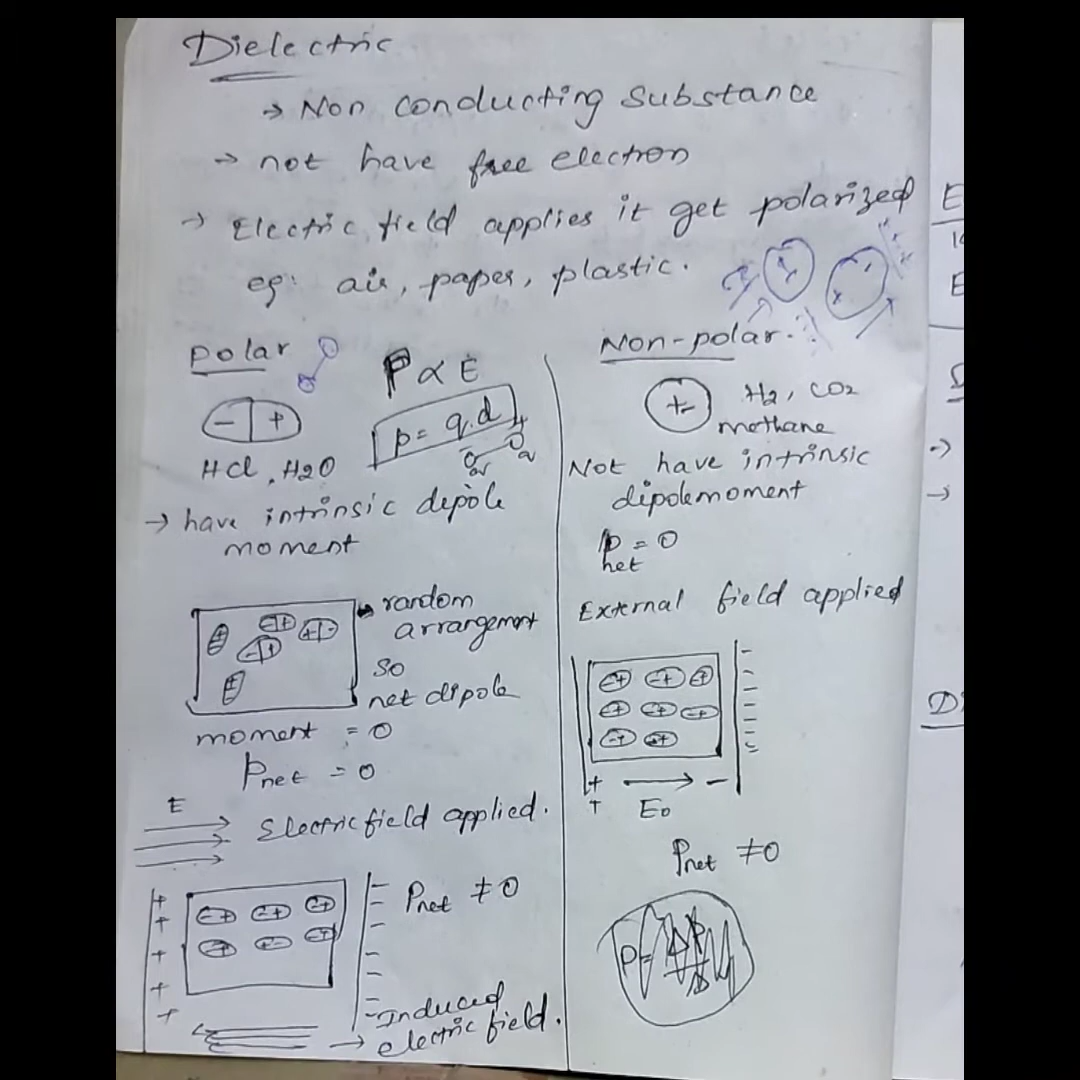 Dielectric
→ Non conducting substance
→ not have free electron
→ Electric field applies it get polarized
eg: air, paper, plastic.
Polar
P ∝ E
- +
p = q.d
HCl, H2O
→ have intrinsic dipole
moment
random
arrangement
so
net dipole
moment = 0
Pnet = 0
E
Electric field applied.
Pnet ≠ 0
Induced
electric field.
Non-polar
+-
H2, CO2
methane
Not have intrinsic
dipolemoment
p = 0
net
External field applied
+ → -
+ E0
Pnet ≠ 0
E
E
D